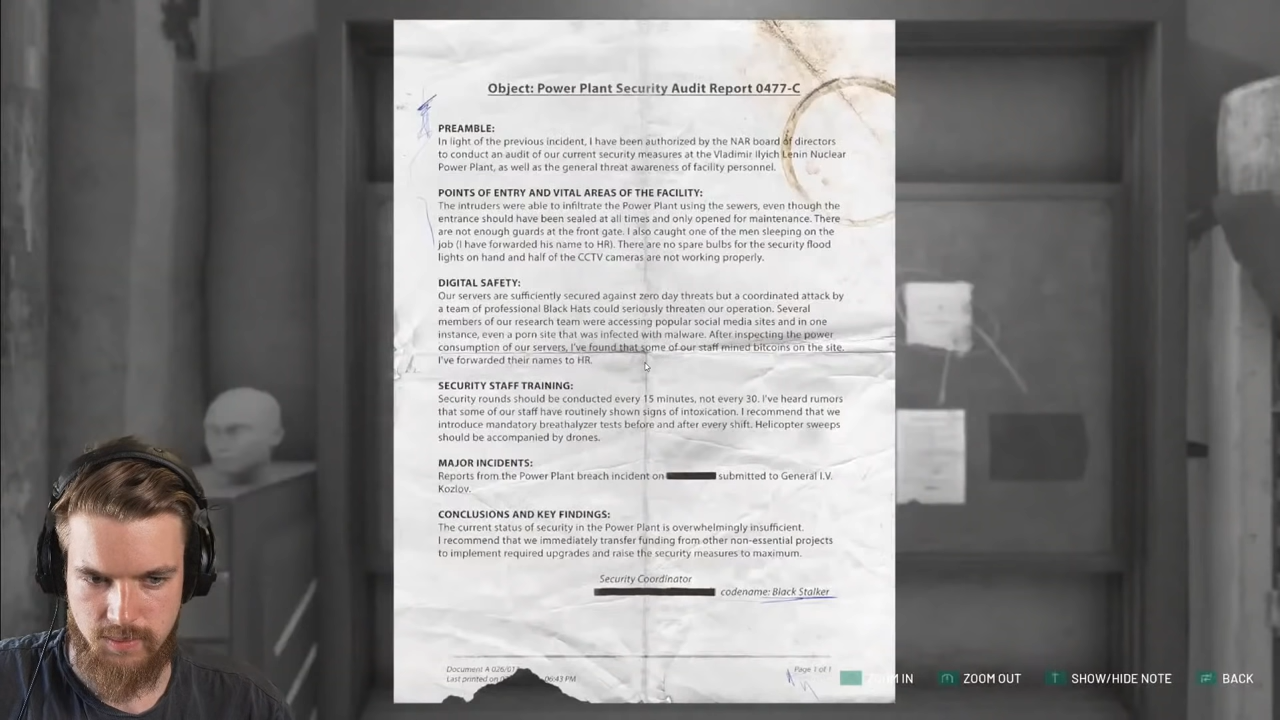 Object: Power Plant Security Audit Report 0477-C
PREAMBLE:
In light of the previous incident, I have been authorized by the NAR board of directors
to conduct an audit of our current security measures at the Vladimir Ilyich Lenin Nuclear
Power Plant, as well as the general threat awareness of facility personnel.
POINTS OF ENTRY AND VITAL AREAS OF THE FACILITY:
The intruders were able to infiltrate the Power Plant using the sewers, even though the
entrance should have been sealed at all times and only opened for maintenance. There
are not enough guards at the front gate. I also caught one of the men sleeping on the
job (I have forwarded his name to HR). There are no spare bulbs for the security flood
lights on hand and half of the CCTV cameras are not working properly.
DIGITAL SAFETY:
Our servers are sufficiently secured against zero day threats but a coordinated attack by
a team of professional Black Hats could seriously threaten our operation. Several
members of our research team were accessing popular social media sites and in one
instance, even a porn site that was infected with malware. After inspecting the power
consumption of our servers, I've found that some of our staff mined bitcoins on the site.
I've forwarded their names to HR.
SECURITY STAFF TRAINING:
Security rounds should be conducted every 15 minutes, not every 30. I've heard rumors
that some of our staff have routinely shown signs of intoxication. I recommend that we
introduce mandatory breathalyzer tests before and after every shift. Helicopter sweeps
should be accompanied by drones.
MAJOR INCIDENTS:
Reports from the Power Plant breach incident on submitted to General I.V.
Kozlov.
CONCLUSIONS AND KEY FINDINGS:
The current status of security in the Power Plant is overwhelmingly insufficient.
I recommend that we immediately transfer funding from other non-essential projects
to implement required upgrades and raise the security measures to maximum.
Security Coordinator
codename: Black Stalker
Document A 026/01
Page 1 of 1
Last printed on 06:43 PM
IN
ZOOM OUT
SHOW/HIDE NOTE
BACK